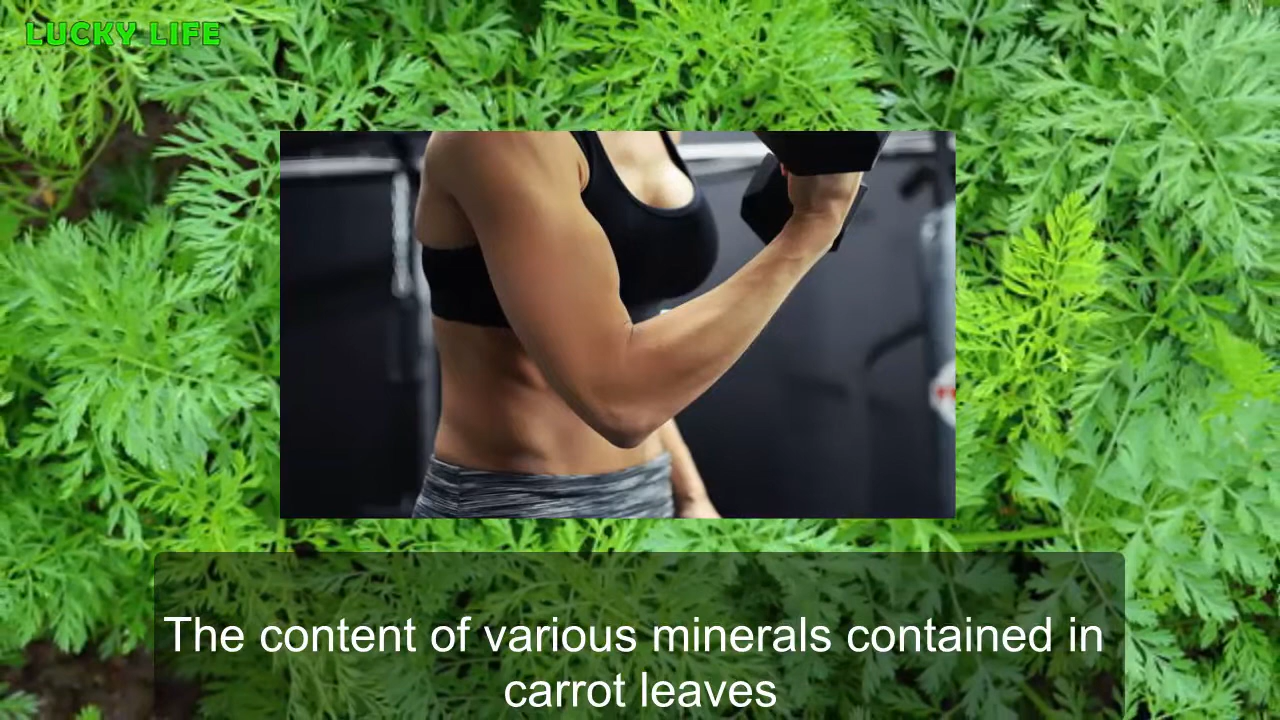 LUCKY LIFE
The content of various minerals contained in
carrot leaves